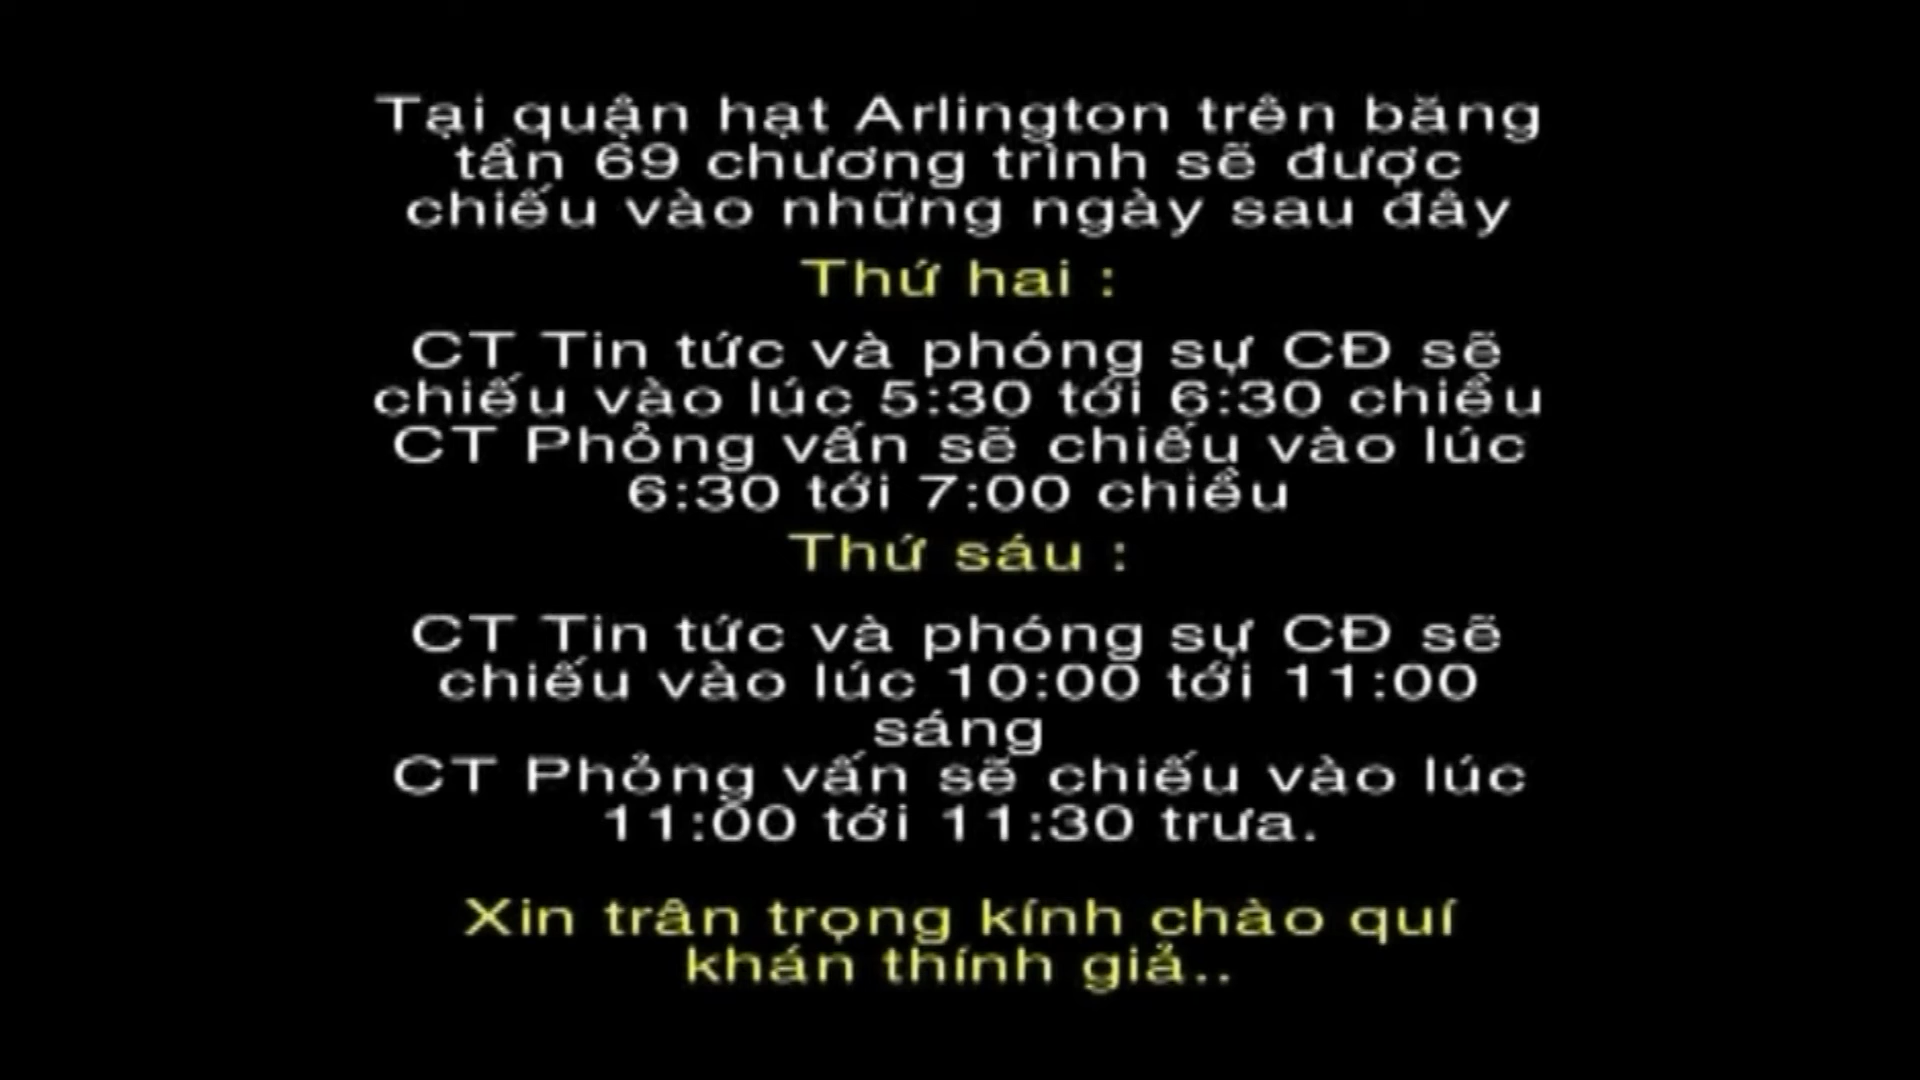 Tại quận hạt Arlington trên băng
tần 69 chương trình sẽ được
chiếu vào những ngày sau đây
Thứ hai :
CT Tin tức và phóng sự CĐ sẽ
chiếu vào lúc 5:30 tới 6:30 chiều
CT Phỏng vấn sẽ chiếu vào lúc
6:30 tới 7:00 chiều
Thứ sáu :
CT Tin tức và phóng sự CĐ sẽ
chiếu vào lúc 10:00 tới 11:00
sáng
CT Phỏng vấn sẽ chiếu vào lúc
11:00 tới 11:30 trưa.
Xin trân trọng kính chào quí
khán thính giả..